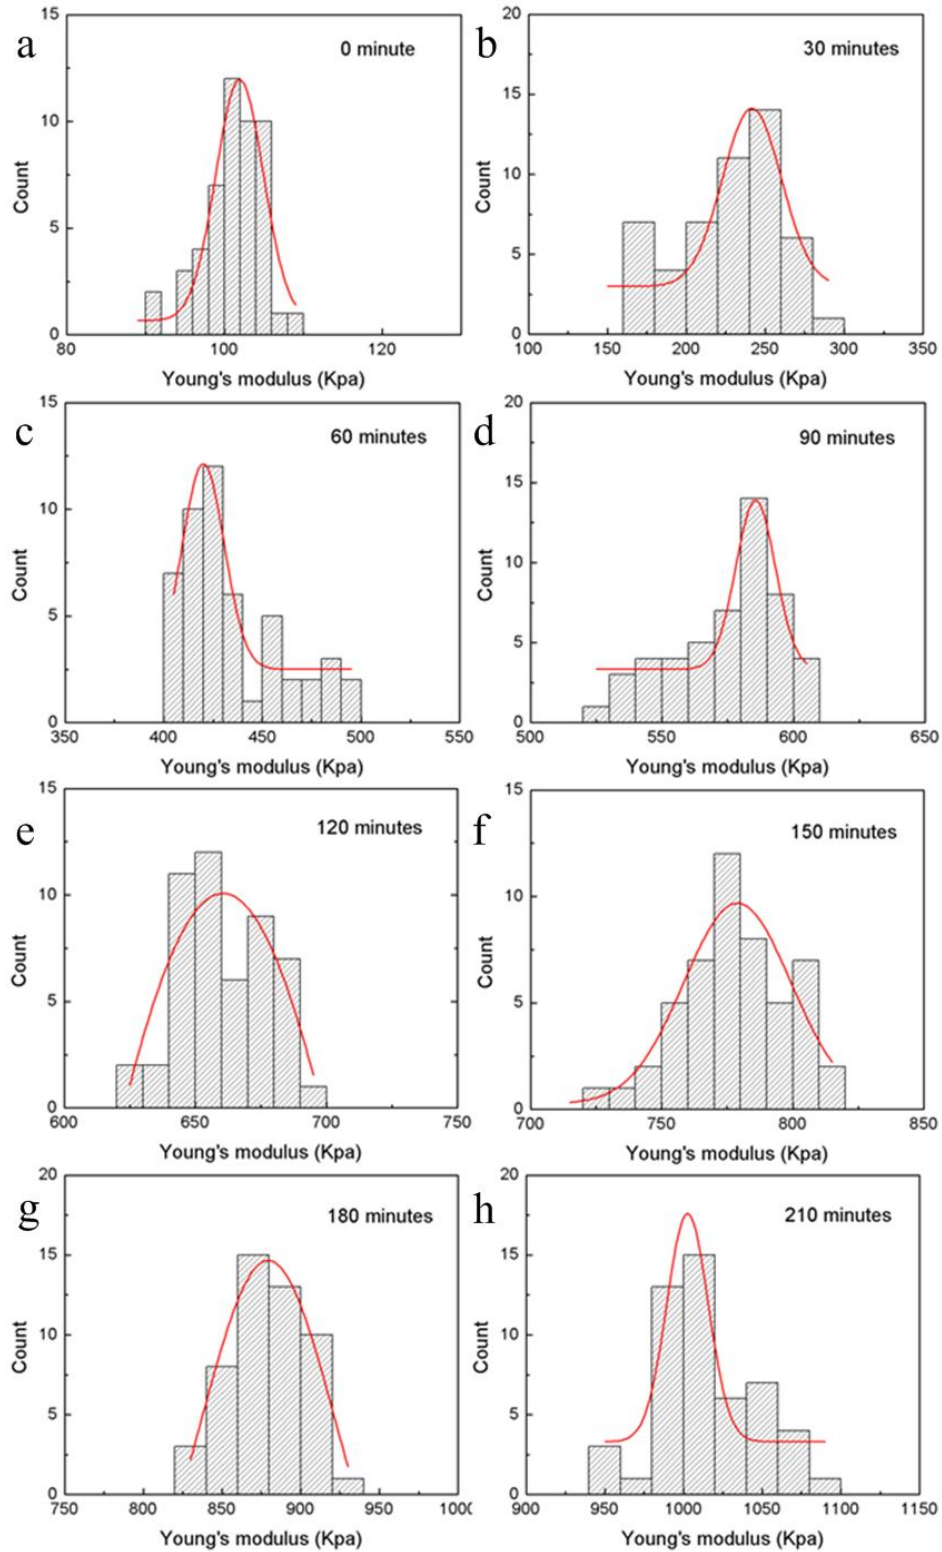 a
0 minute
15
10
5
0
Count
80
100
120
Young's modulus (Kpa)
b
30 minutes
20
15
10
5
0
Count
100
150
200
250
300
350
Young's modulus (Kpa)
c
60 minutes
15
10
5
0
Count
350
400
450
500
550
Young's modulus (Kpa)
d
90 minutes
20
15
10
5
0
Count
500
550
600
650
Young's modulus (Kpa)
e
120 minutes
15
10
5
0
Count
600
650
700
750
Young's modulus (Kpa)
f
150 minutes
15
10
5
0
Count
700
750
800
850
Young's modulus (Kpa)
g
180 minutes
20
15
10
5
0
Count
750
800
850
900
950
1000
Young's modulus (Kpa)
h
210 minutes
20
15
10
5
0
Count
900
950
1000
1050
1100
1150
Young's modulus (Kpa)